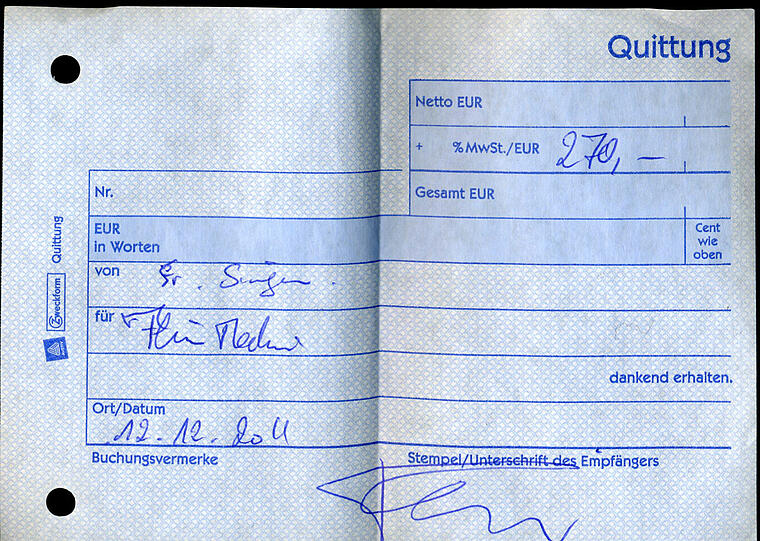 Quittung
Netto EUR
+ % MwSt./EUR 270,—
Nr.
Gesamt EUR
EUR
in Worten
Cent
wie
oben
von Fr.
für
dankend erhalten.
Ort/Datum
12.12.2011
Buchungsvermerke
Stempel/Unterschrift des Empfängers
Zweckform Quittung